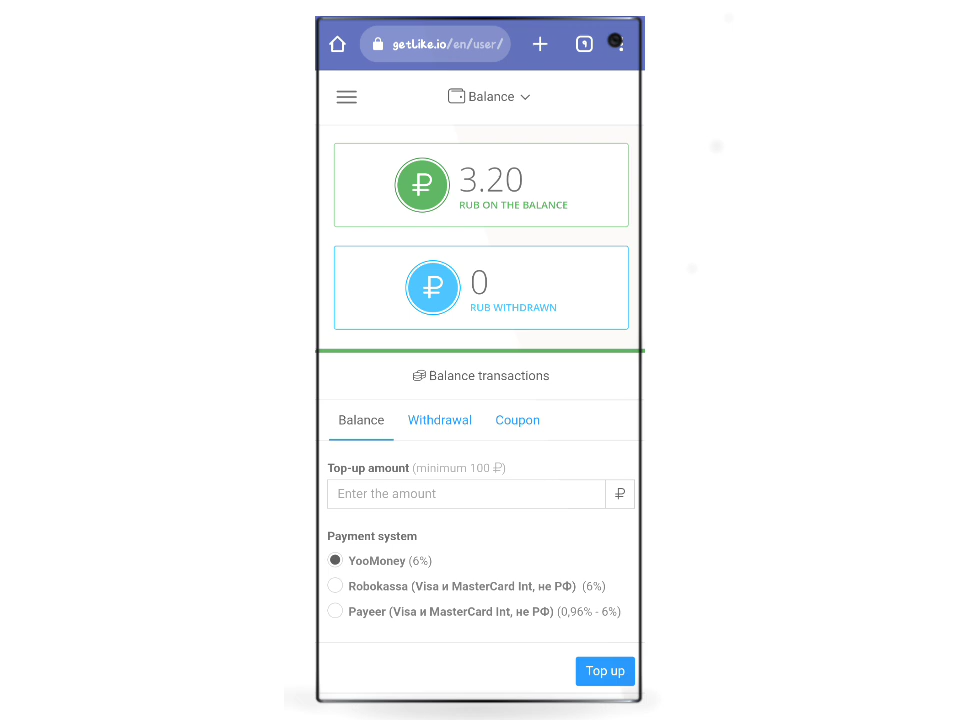 getLike.io/en/user/
Balance
3.20
RUB ON THE BALANCE
0
RUB WITHDRAWN
Balance transactions
Balance Withdrawal Coupon
Top-up amount (minimum 100 ₽)
Enter the amount ₽
Payment system
YooMoney (6%)
Robokassa (Visa и MasterCard Int, не РФ) (6%)
Payeer (Visa и MasterCard Int, не РФ) (0,96% - 6%)
Top up